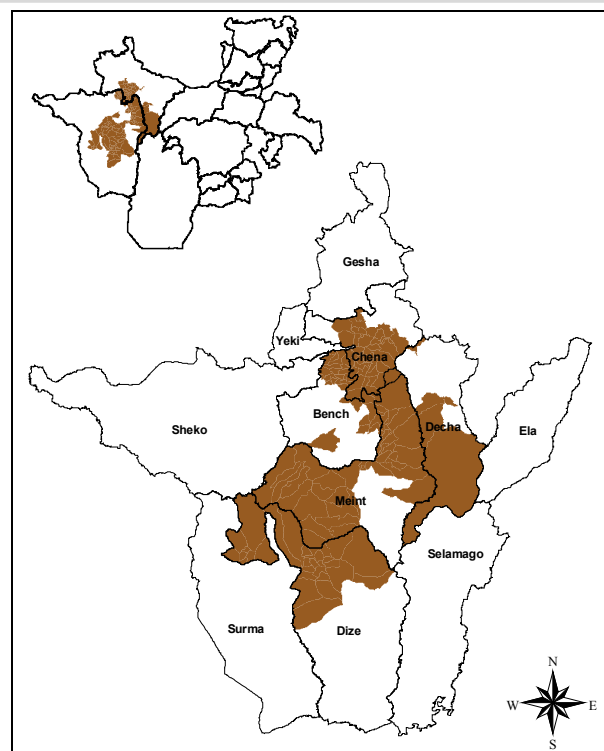 Gesha
Yeki
Chena
Bench
Decha
Sheko
Ela
Meint
Selamago
Surma
Dize
N
W
E
S